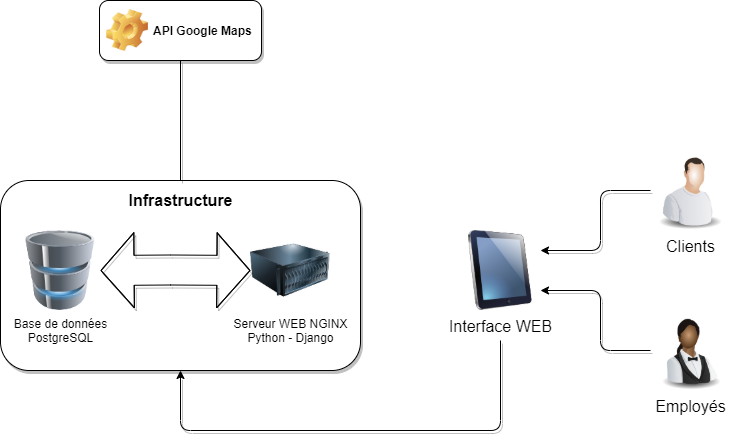 API Google Maps
Infrastructure
Base de données
PostgreSQL
Serveur WEB NGINX
Python - Django
Interface WEB
Clients
Employés